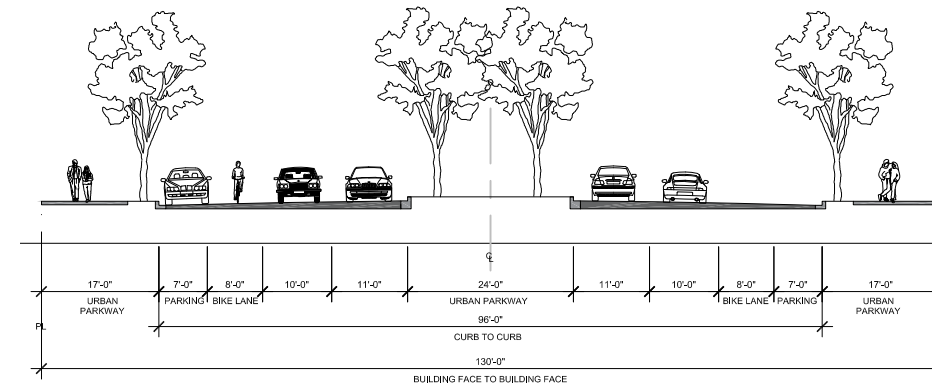 ℄
17'-0" 7'-0" 8'-0" 10'-0" 11'-0" 24'-0" 11'-0" 10'-0" 8'-0" 7'-0" 17'-0"
URBAN PARKWAY PARKING BIKE LANE URBAN PARKWAY BIKE LANE PARKING URBAN PARKWAY
PL
96'-0"
CURB TO CURB
130'-0"
BUILDING FACE TO BUILDING FACE